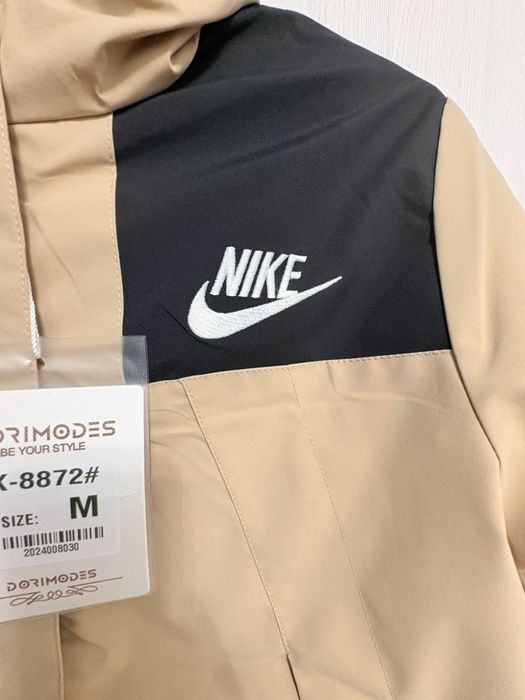 NIKE
DORIMODES
BE YOUR STYLE
K-8872#
SIZE: M
2024008030
DORIMODES